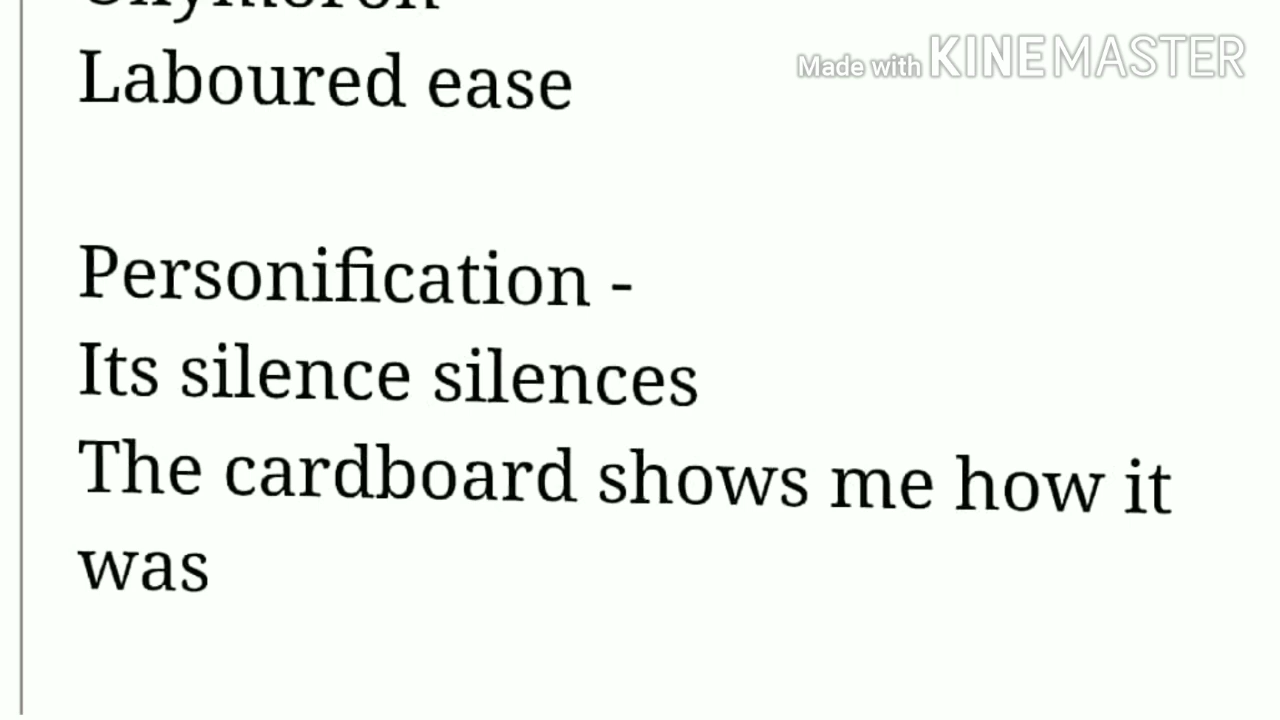 Made with KINEMASTER
Laboured ease
Personification -
Its silence silences
The cardboard shows me how it
was